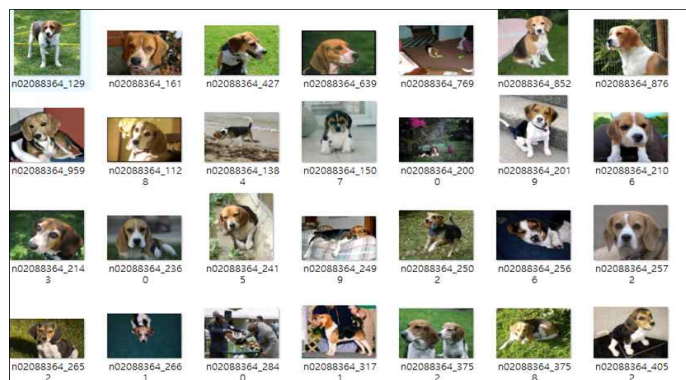 n02088364_129
n02088364_161
n02088364_427
n02088364_639
n02088364_769
n02088364_852
n02088364_876
n02088364_959
n02088364_112
8
n02088364_138
4
n02088364_150
7
n02088364_200
0
n02088364_201
9
n02088364_210
6
n02088364_214
3
n02088364_236
0
n02088364_241
5
n02088364_249
9
n02088364_250
2
n02088364_256
6
n02088364_257
2
n02088364_265
2
n02088364_266
1
n02088364_284
0
n02088364_317
1
n02088364_375
2
n02088364_375
8
n02088364_405
2